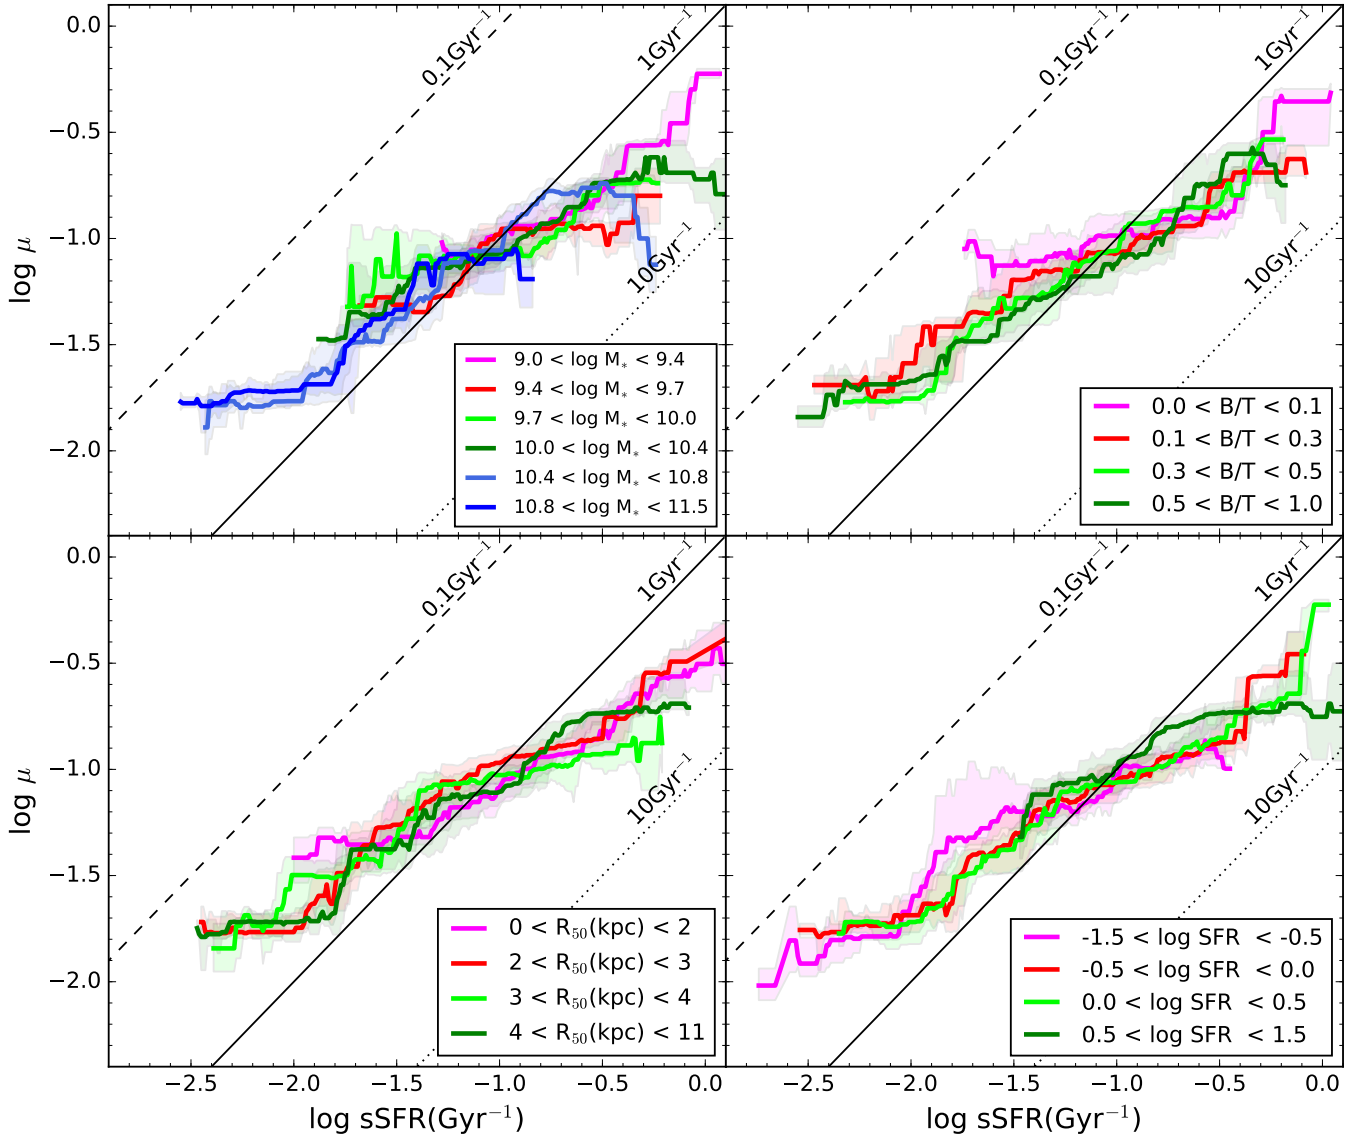 0.1Gyr⁻¹
1Gyr⁻¹
10Gyr⁻¹
0.0
−0.5
−1.0
−1.5
−2.0
log μ
9.0 < log M* < 9.4
9.4 < log M* < 9.7
9.7 < log M* < 10.0
10.0 < log M* < 10.4
10.4 < log M* < 10.8
10.8 < log M* < 11.5
0.1Gyr⁻¹
1Gyr⁻¹
10Gyr⁻¹
0.0 < B/T < 0.1
0.1 < B/T < 0.3
0.3 < B/T < 0.5
0.5 < B/T < 1.0
0.1Gyr⁻¹
1Gyr⁻¹
10Gyr⁻¹
0.0
−0.5
−1.0
−1.5
−2.0
log μ
0 < R₅₀(kpc) < 2
2 < R₅₀(kpc) < 3
3 < R₅₀(kpc) < 4
4 < R₅₀(kpc) < 11
−2.5 −2.0 −1.5 −1.0 −0.5 0.0
log sSFR(Gyr⁻¹)
0.1Gyr⁻¹
1Gyr⁻¹
10Gyr⁻¹
-1.5 < log SFR < -0.5
-0.5 < log SFR < 0.0
0.0 < log SFR < 0.5
0.5 < log SFR < 1.5
−2.5 −2.0 −1.5 −1.0 −0.5 0.0
log sSFR(Gyr⁻¹)